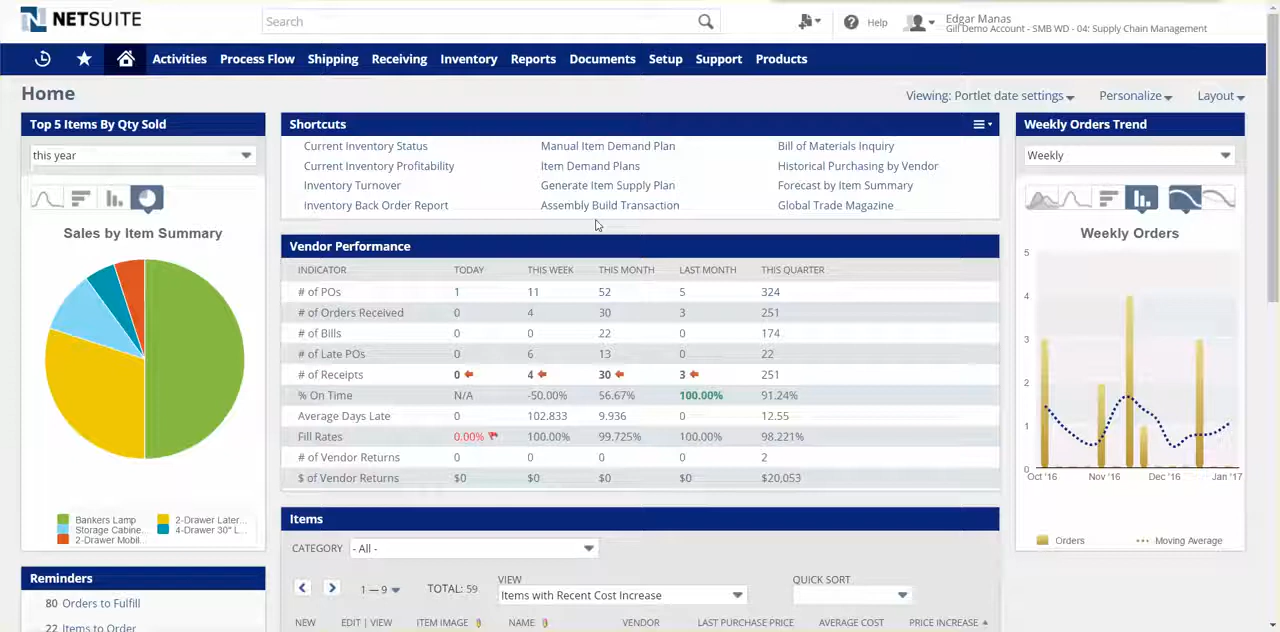 NETSUITE
Search
Help
Edgar Manas
Gill Demo Account - SMB WD - 04: Supply Chain Management
Activities Process Flow Shipping Receiving Inventory Reports Documents Setup Support Products
Home
Viewing: Portlet date settings Personalize Layout
Top 5 Items By Qty Sold
this year
Sales by Item Summary
Bankers Lamp 2-Drawer Later...
Storage Cabine... 4-Drawer 30" L...
2-Drawer Mobil...
Reminders
80 Orders to Fulfill
22 Items to Order
Shortcuts
Current Inventory Status Manual Item Demand Plan Bill of Materials Inquiry
Current Inventory Profitability Item Demand Plans Historical Purchasing by Vendor
Inventory Turnover Generate Item Supply Plan Forecast by Item Summary
Inventory Back Order Report Assembly Build Transaction Global Trade Magazine
Vendor Performance
INDICATOR TODAY THIS WEEK THIS MONTH LAST MONTH THIS QUARTER
# of POs 1 11 52 5 324
# of Orders Received 0 4 30 3 251
# of Bills 0 0 22 0 174
# of Late POs 0 6 13 0 22
# of Receipts 0 4 30 3 251
% On Time N/A -50.00% 56.67% 100.00% 91.24%
Average Days Late 0 102.833 9.936 0 12.55
Fill Rates 0.00% 100.00% 99.725% 100.00% 98.221%
# of Vendor Returns 0 0 0 0 2
$ of Vendor Returns $0 $0 $0 $0 $20,053
Items
CATEGORY - All -
1 — 9 TOTAL: 59
VIEW
Items with Recent Cost Increase
QUICK SORT
NEW EDIT | VIEW ITEM IMAGE NAME VENDOR LAST PURCHASE PRICE AVERAGE COST PRICE INCREASE
Weekly Orders Trend
Weekly
Weekly Orders
5
4
3
2
1
0
Oct '16 Nov '16 Dec '16 Jan '17
Orders Moving Average